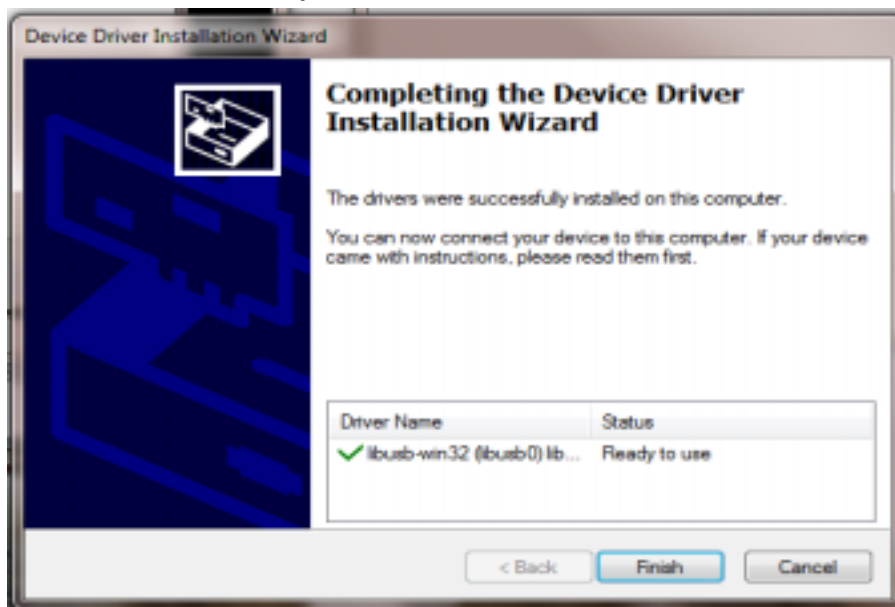 Device Driver Installation Wizard
Completing the Device Driver
Installation Wizard
The drivers were successfully installed on this computer.
You can now connect your device to this computer. If your device
came with instructions, please read them first.
Driver Name Status
libusb-win32 (libusb0) lib... Ready to use
< Back Finish Cancel